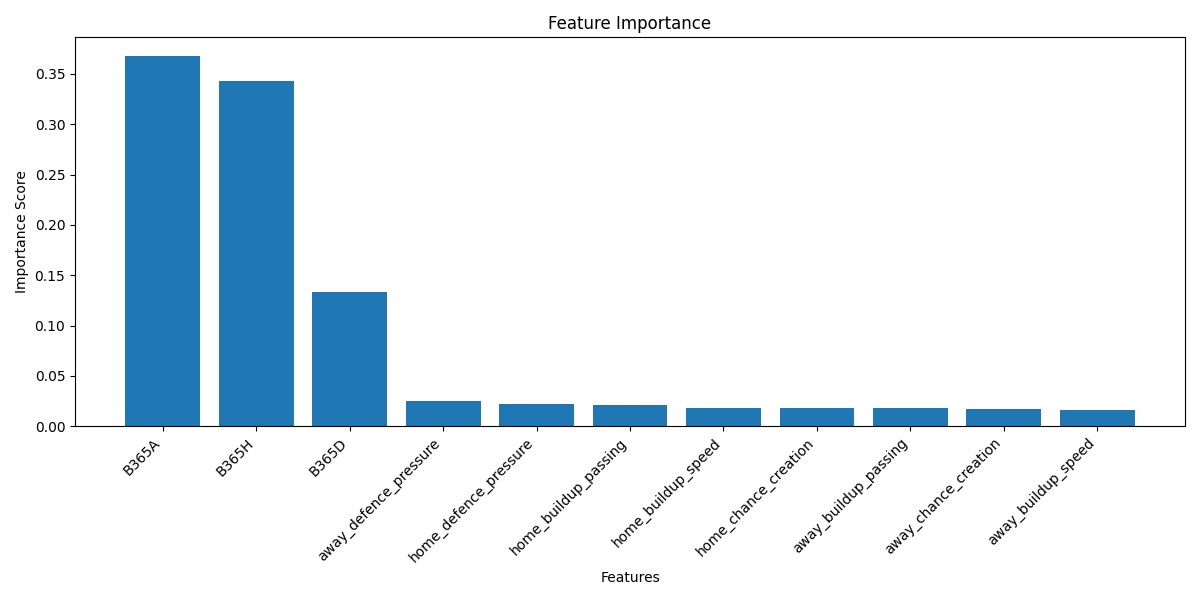 Feature Importance
Importance Score
0.35
0.30
0.25
0.20
0.15
0.10
0.05
0.00
B365A
B365H
B365D
away_defence_pressure
home_defence_pressure
home_buildup_passing
home_buildup_speed
home_chance_creation
away_buildup_passing
away_chance_creation
away_buildup_speed
Features